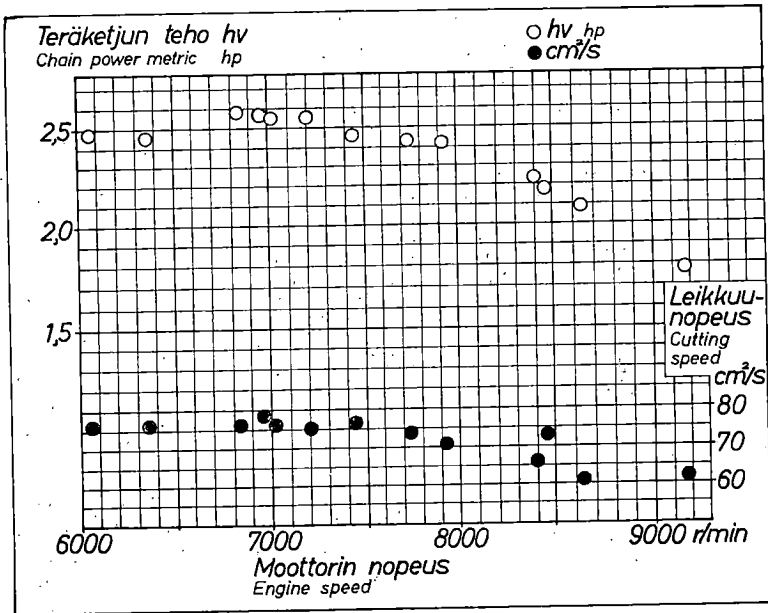 Teräketjun teho hv
Chain power metric hp
hv hp
cm²/s
2,5
2,0
1,5
Leikkuu-
nopeus
Cutting
speed
cm²/s
80
70
60
6000 7000 8000 9000 r/min
Moottorin nopeus
Engine speed